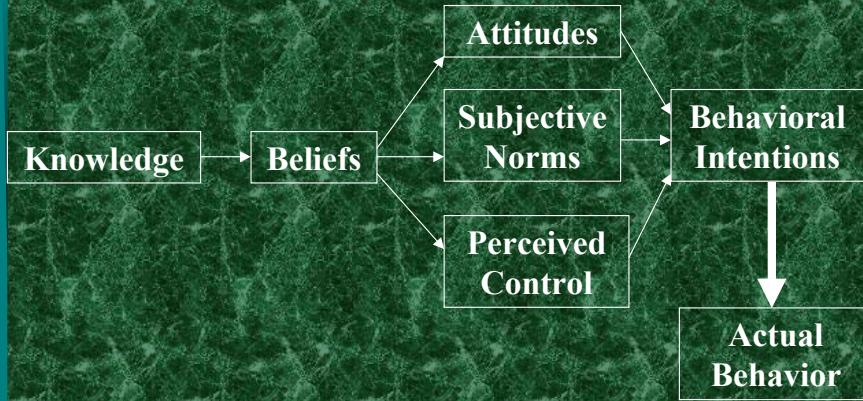 Attitudes
Knowledge
Beliefs
Subjective
Norms
Perceived
Control
Behavioral
Intentions
Actual
Behavior